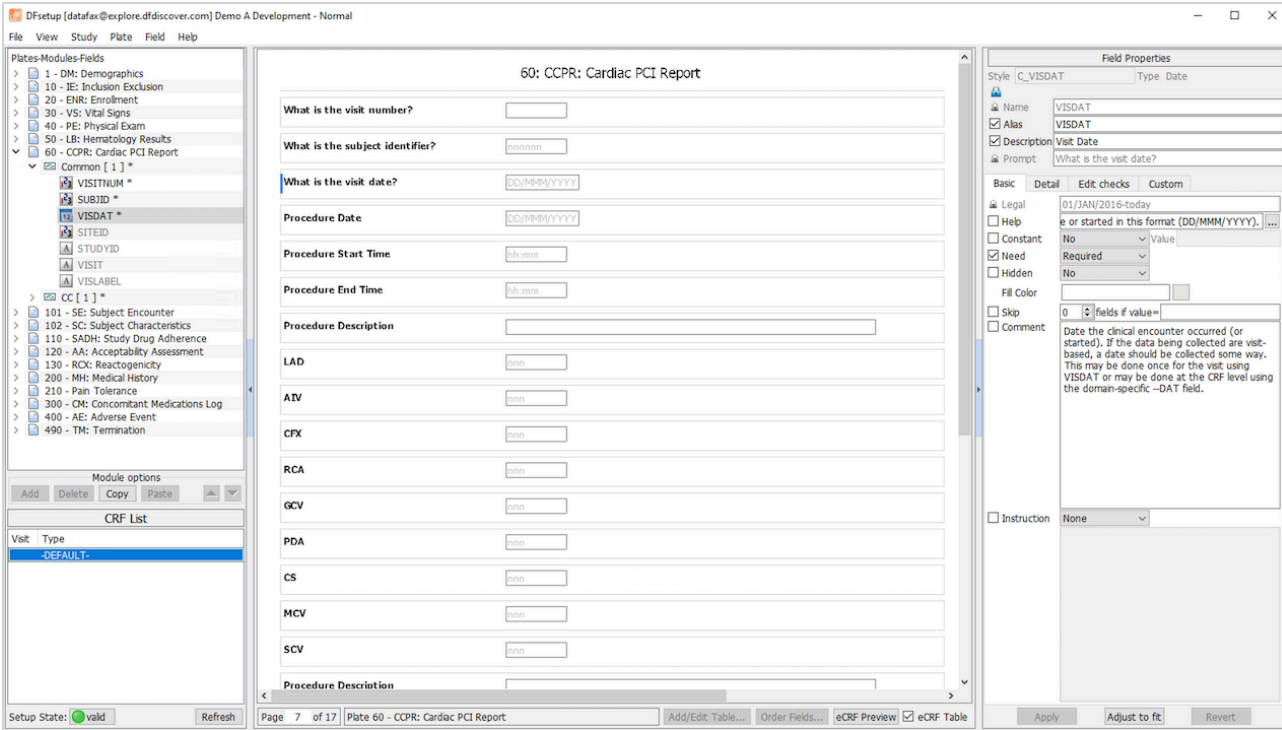 DFsetup [datafax@explore.dfdiscover.com] Demo A Development - Normal
File View Study Plate Field Help
Plates-Modules-Fields
1 - DM: Demographics
10 - IE: Inclusion Exclusion
20 - ENR: Enrollment
30 - VS: Vital Signs
40 - PE: Physical Exam
50 - LB: Hematology Results
60 - CCPR: Cardiac PCI Report
Common [ 1 ] *
VISITNUM *
SUBJID *
VISDAT *
SITEID
STUDYID
VISIT
VISLABEL
CC [ 1 ] *
101 - SE: Subject Encounter
102 - SC: Subject Characteristics
110 - SADH: Study Drug Adherence
120 - AA: Acceptability Assessment
130 - RCX: Reactogenicity
200 - MH: Medical History
210 - Pain Tolerance
300 - CM: Concomitant Medications Log
400 - AE: Adverse Event
490 - TM: Termination
Module options
Add Delete Copy Paste
CRF List
Visit Type
-DEFAULT-
Setup State: valid Refresh
60: CCPR: Cardiac PCI Report
What is the visit number?
What is the subject identifier? nnnnnn
What is the visit date? DD/MMM/YYYY
Procedure Date DD/MMM/YYYY
Procedure Start Time hh:mm
Procedure End Time hh:mm
Procedure Description
LAD nnn
AIV nnn
CFX nnn
RCA nnn
GCV nnn
PDA nnn
CS nnn
MCV nnn
SCV nnn
Procedure Description
Page 7 of 17 Plate 60 - CCPR: Cardiac PCI Report Add/Edit Table... Order Fields... eCRF Preview eCRF Table
Field Properties
Style C_VISDAT Type Date
Name VISDAT
Alias VISDAT
Description Visit Date
Prompt What is the visit date?
Basic Detail Edit checks Custom
Legal 01/JAN/2016-today
Help e or started in this format (DD/MMM/YYYY). ...
Constant No Value
Need Required
Hidden No
Fill Color
Skip 0 fields if value=
Comment Date the clinical encounter occurred (or
started). If the data being collected are visit-
based, a date should be collected some way.
This may be done once for the visit using
VISDAT or may be done at the CRF level using
the domain-specific --DAT field.
Instruction None
Apply Adjust to fit Revert